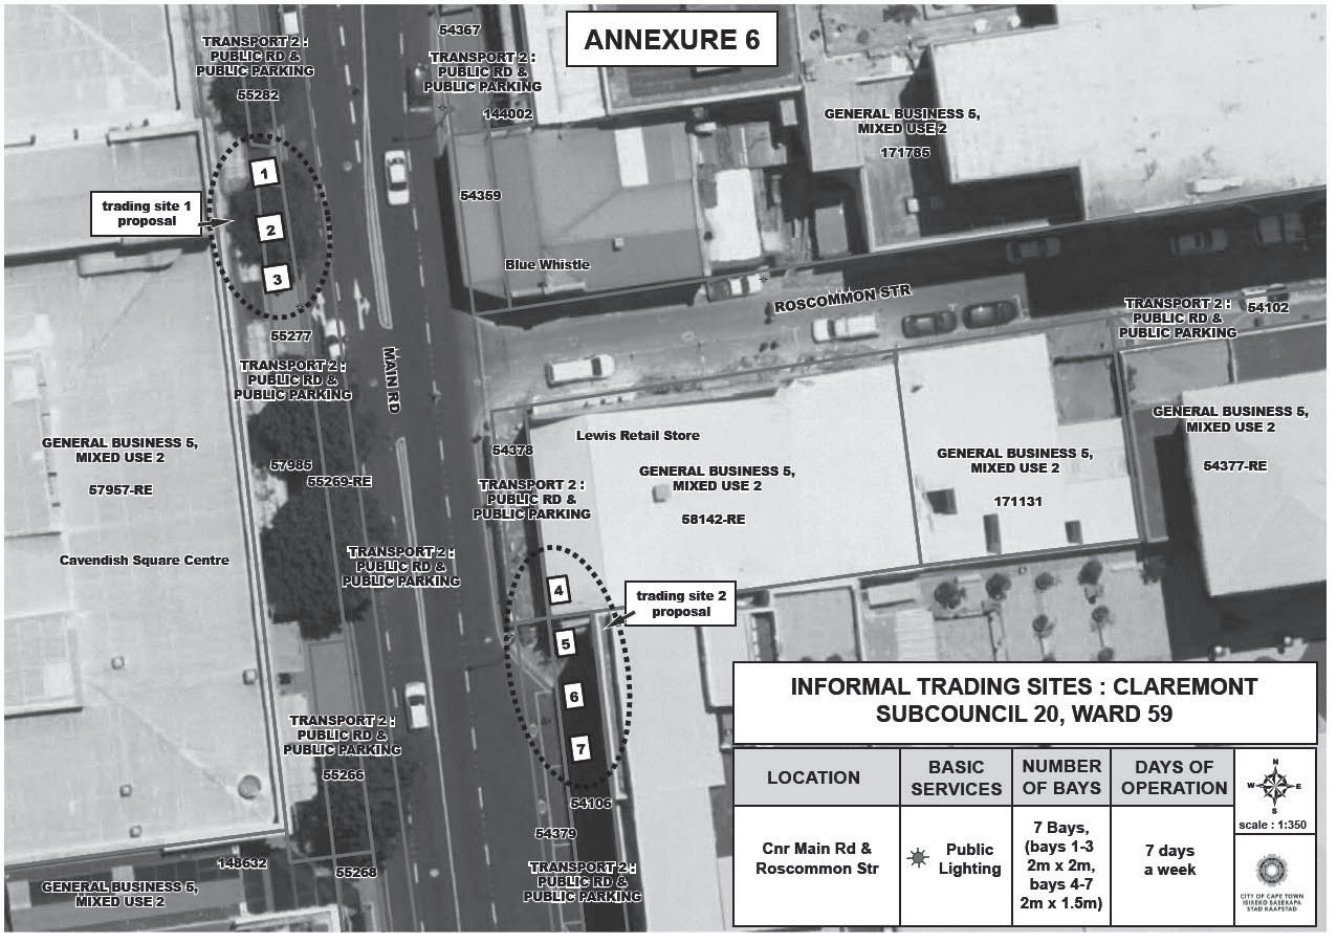 ANNEXURE 6
54367
TRANSPORT 2 :
PUBLIC RD &
PUBLIC PARKING
55282
TRANSPORT 2 :
PUBLIC RD &
PUBLIC PARKING
144002
GENERAL BUSINESS 5,
MIXED USE 2
171785
1
2
3
trading site 1
proposal
54359
Blue Whistle
ROSCOMMON STR
TRANSPORT 2 :
PUBLIC RD &
PUBLIC PARKING
54102
55277
TRANSPORT 2 :
PUBLIC RD &
PUBLIC PARKING
MAIN RD
GENERAL BUSINESS 5,
MIXED USE 2
57957-RE
Cavendish Square Centre
57985
55269-RE
TRANSPORT 2 :
PUBLIC RD &
PUBLIC PARKING
54378
TRANSPORT 2 :
PUBLIC RD &
PUBLIC PARKING
Lewis Retail Store
GENERAL BUSINESS 5,
MIXED USE 2
58142-RE
GENERAL BUSINESS 5,
MIXED USE 2
171131
GENERAL BUSINESS 5,
MIXED USE 2
54377-RE
4
5
6
7
trading site 2
proposal
TRANSPORT 2 :
PUBLIC RD &
PUBLIC PARKING
55266
54106
54379
TRANSPORT 2 :
PUBLIC RD &
PUBLIC PARKING
148632
55268
GENERAL BUSINESS 5,
MIXED USE 2
INFORMAL TRADING SITES : CLAREMONT
SUBCOUNCIL 20, WARD 59
LOCATION
BASIC
SERVICES
NUMBER
OF BAYS
DAYS OF
OPERATION
Cnr Main Rd &
Roscommon Str
Public
Lighting
7 Bays,
(bays 1-3
2m x 2m,
bays 4-7
2m x 1.5m)
7 days
a week
N
W E
S
scale : 1:350
CITY OF CAPE TOWN
ISIXEKO SASEKAPA
STAD KAAPSTAD